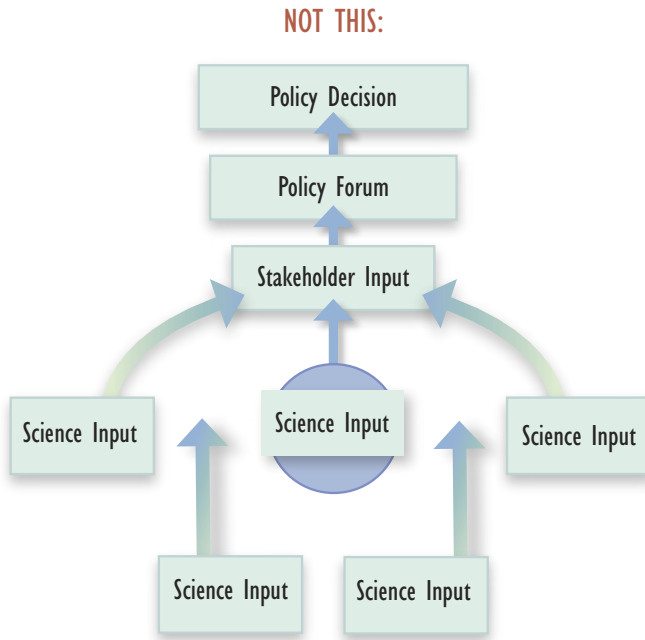 NOT THIS:
Policy Decision
Policy Forum
Stakeholder Input
Science Input
Science Input
Science Input
Science Input
Science Input